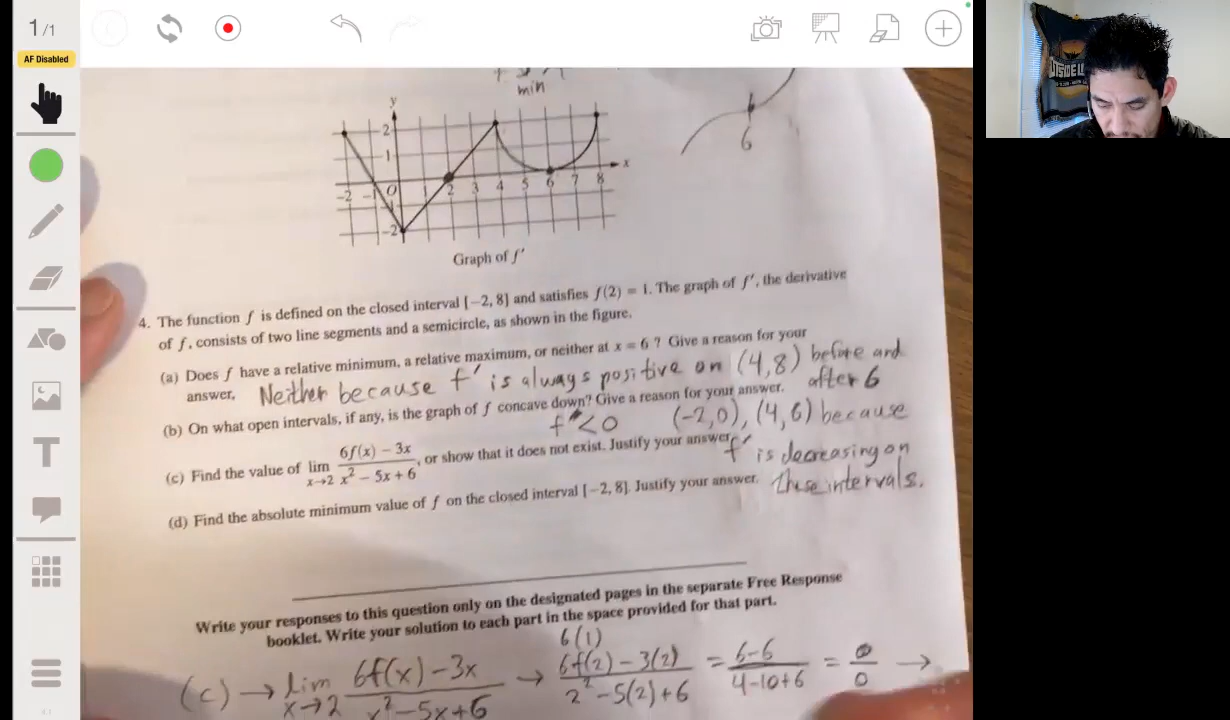 1/1
AF Disabled
min
6
y
2
1
-2 -1 O 1 2 3 4 5 6 7 8 x
-1
-2
Graph of f′
4. The function f is defined on the closed interval [−2, 8] and satisfies f(2) = 1. The graph of f′, the derivative
of f, consists of two line segments and a semicircle, as shown in the figure.
(a) Does f have a relative minimum, a relative maximum, or neither at x = 6 ? Give a reason for your
answer. Neither because f′ is always positive on (4,8) before and
after 6
(b) On what open intervals, if any, is the graph of f concave down? Give a reason for your answer.
f″<0 (-2,0), (4,6) because
f′ is decreasing on
these intervals.
(c) Find the value of lim x→2 6f(x) − 3x / x² − 5x + 6, or show that it does not exist. Justify your answer.
(d) Find the absolute minimum value of f on the closed interval [−2, 8]. Justify your answer.
Write your responses to this question only on the designated pages in the separate Free Response
booklet. Write your solution to each part in the space provided for that part.
6(1)
(c) → lim x→2 6f(x)-3x / x²-5x+6 → 6f(2)-3(2) / 2²-5(2)+6 = 6-6 / 4-10+6 = 0/0 →
T